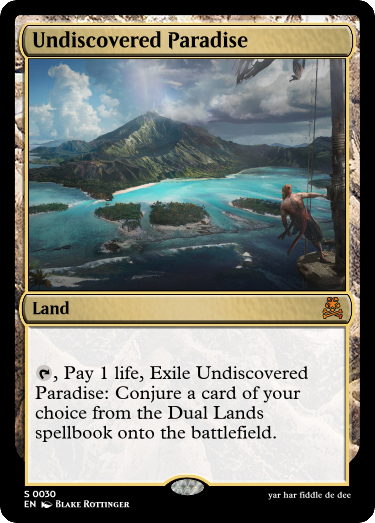 Undiscovered Paradise
Land
, Pay 1 life, Exile Undiscovered
Paradise: Conjure a card of your
choice from the Dual Lands
spellbook onto the battlefield.
S 0030
EN Blake Rottinger
yar har fiddle de dee